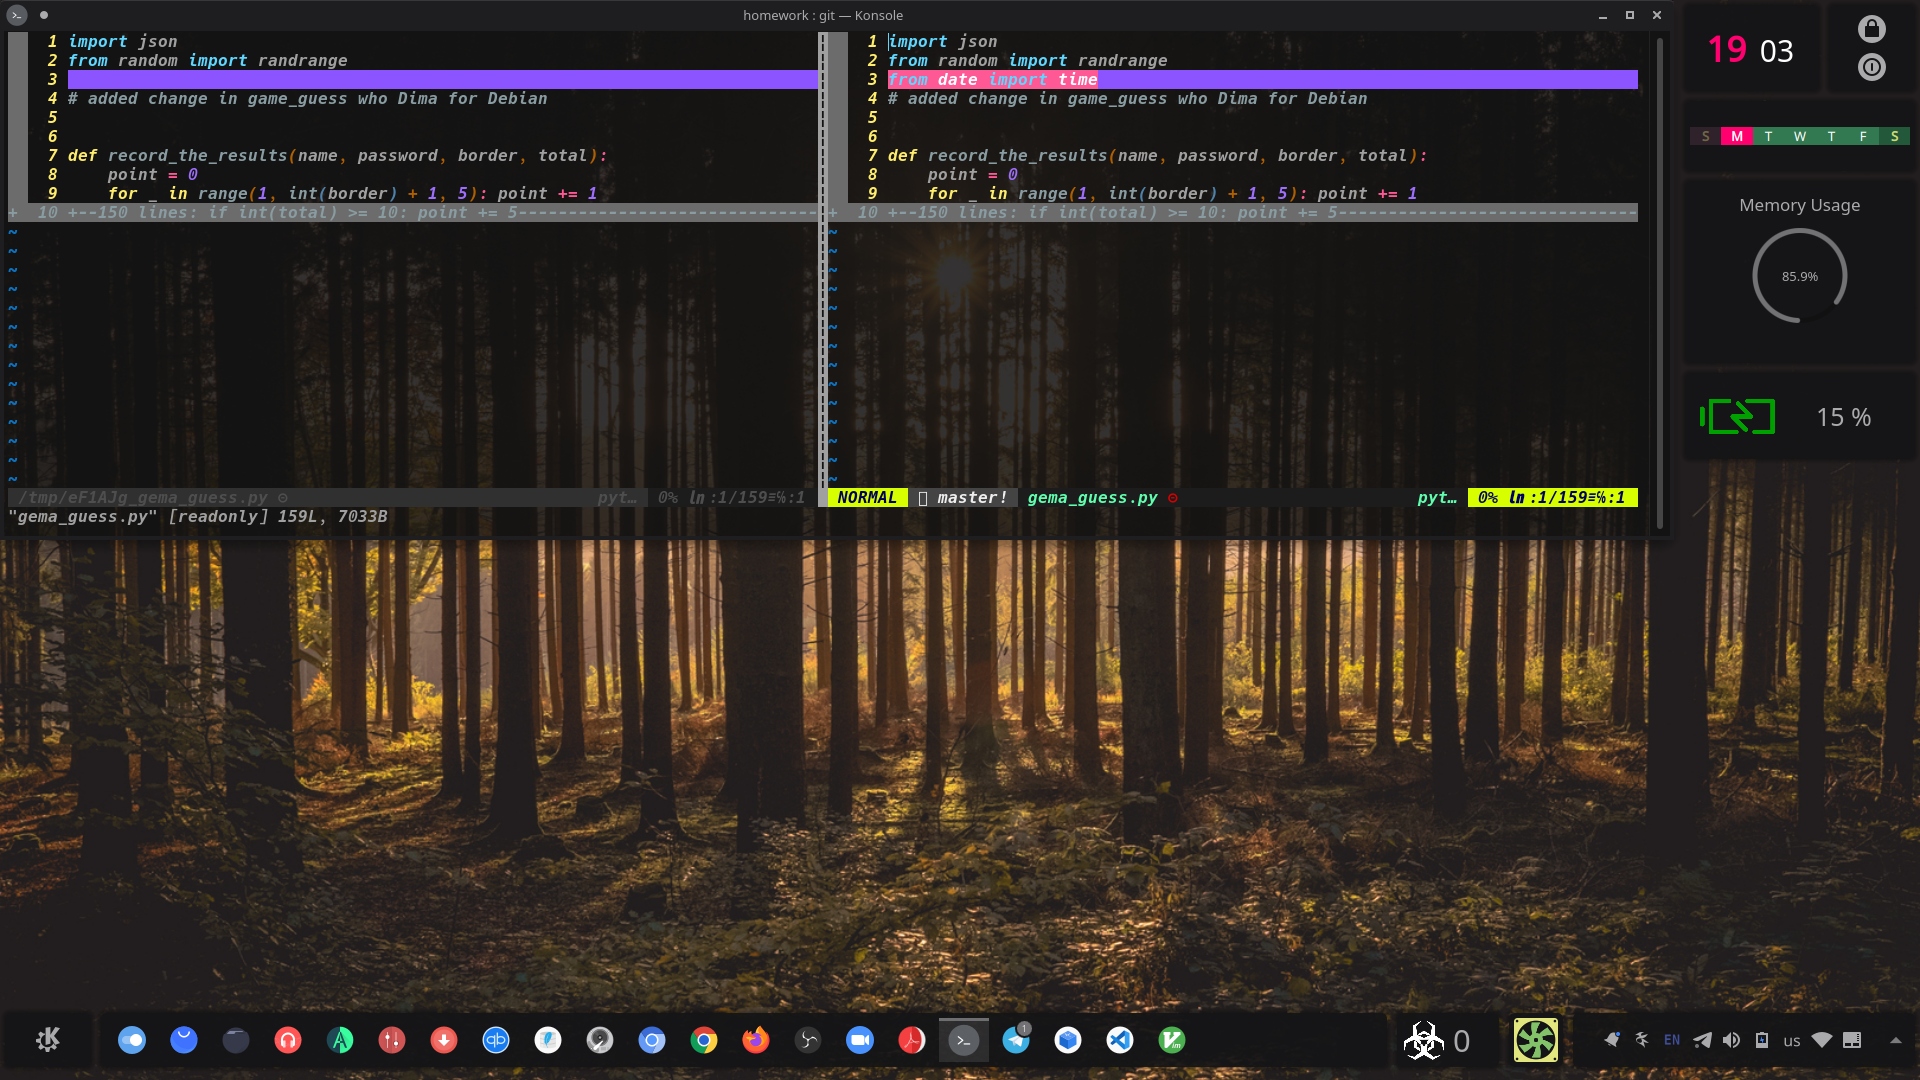 homework : git — Konsole
1 import json
2 from random import randrange
3
4 # added change in game_guess who Dima for Debian
5
6
7 def record_the_results(name, password, border, total):
8     point = 0
9     for _ in range(1, int(border) + 1, 5): point += 1
+ 10 +--150 lines: if int(total) >= 10: point += 5------------------------------
~
~
~
~
~
~
~
~
~
~
~
~
~
~
/tmp/eF1AJg_gema_guess.py ⊙ pyt… 0% ln :1/159≡℅:1
1 import json
2 from random import randrange
3 from date import time
4 # added change in game_guess who Dima for Debian
5
6
7 def record_the_results(name, password, border, total):
8     point = 0
9     for _ in range(1, int(border) + 1, 5): point += 1
+ 10 +--150 lines: if int(total) >= 10: point += 5------------------------------
~
~
~
~
~
~
~
~
~
~
~
~
~
~
NORMAL master! gema_guess.py ⊙ pyt… 0% ln :1/159≡℅:1
"gema_guess.py" [readonly] 159L, 7033B
19 03
S M T W T F S
Memory Usage
85.9%
15 %
qb
1
0
EN
us